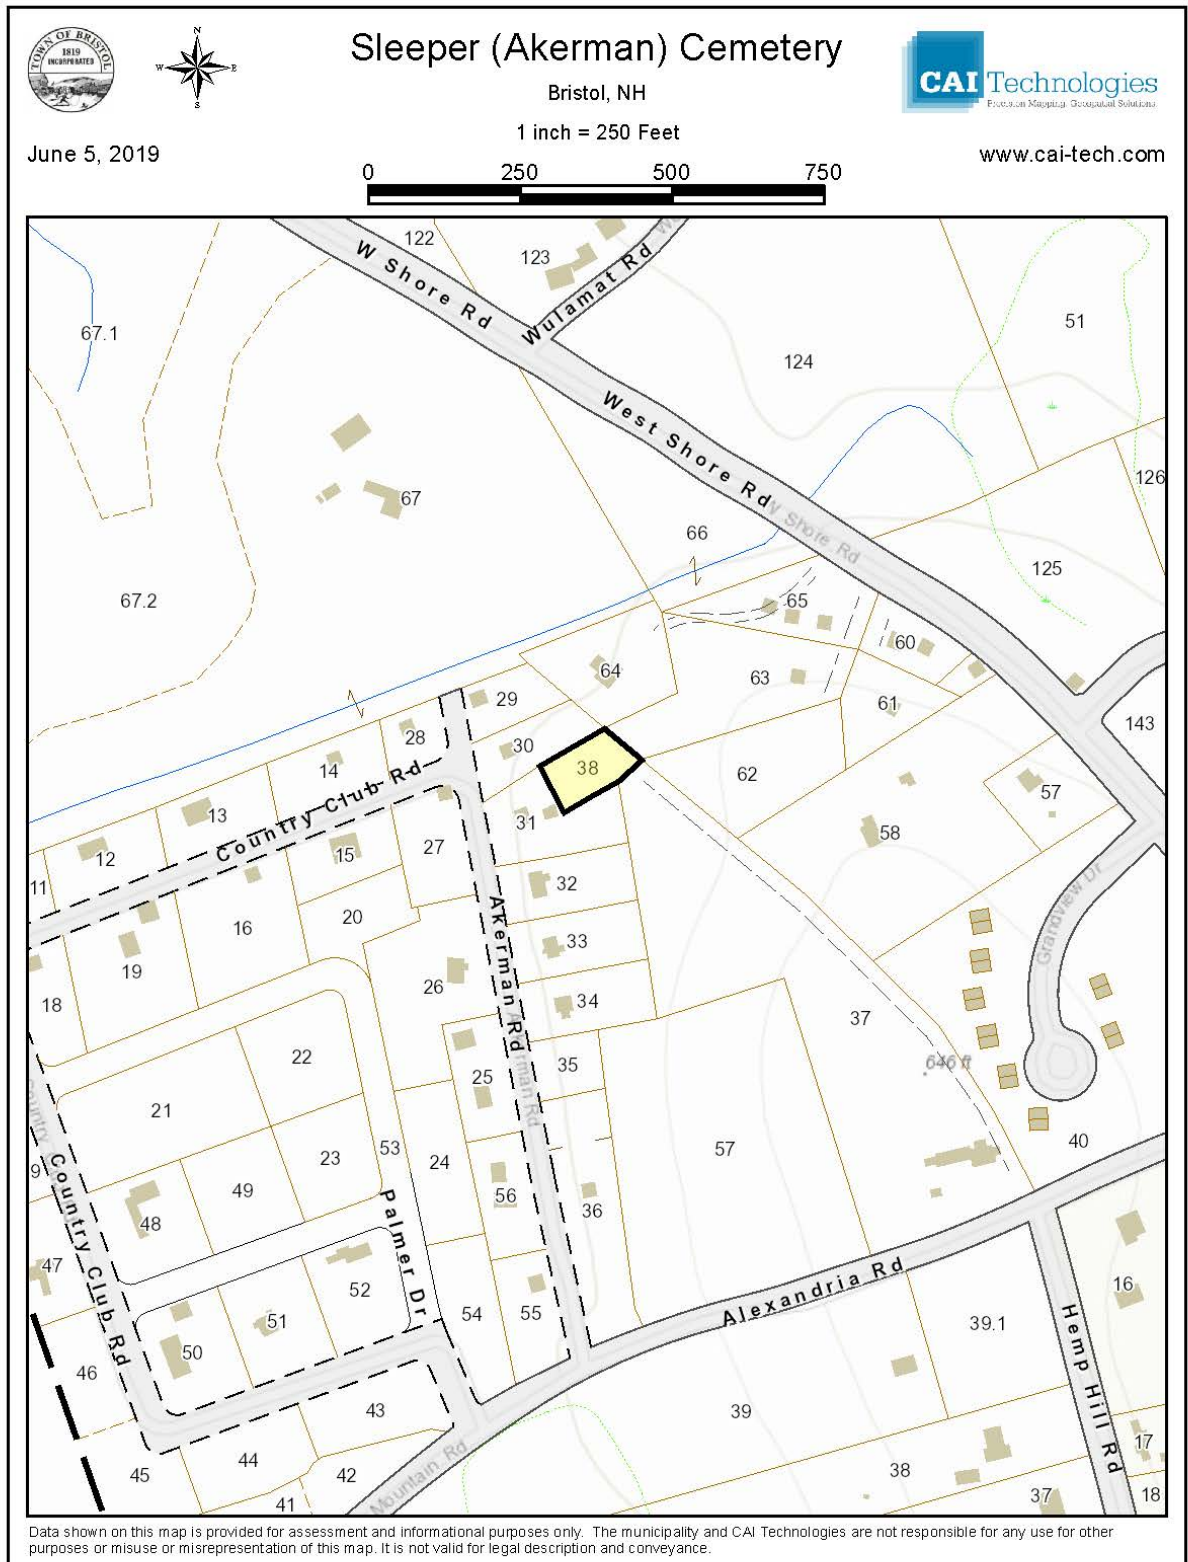 TOWN OF BRISTOL
1819
INCORPORATED
N
W E
S
Sleeper (Akerman) Cemetery
Bristol, NH
1 inch = 250 Feet
June 5, 2019
CAI Technologies
Precision Mapping. Geospatial Solutions.
www.cai-tech.com
0 250 500 750
122
123
W Shore Rd
Wulamat Rd
67.1
51
124
West Shore Rd
W Shore Rd
67
126
66
125
67.2
65
60
64
63
61
29
143
28
30
14
38
62
57
Country Club Rd
13
31
58
12
15
27
11
32
Grandview Dr
16
20
Akerman Rd
33
19
26
34
18
37
22
35
646 ft
25
Akerman Rd
21
Country
53
57
40
23
24
9
49
56
48
36
Country Club Rd
Palmer Dr
47
Alexandria Rd
52
16
54
55
51
39.1
50
Hemp Hill Rd
46
43
39
17
44
45
42
38
Mountain Rd
37
18
41
Data shown on this map is provided for assessment and informational purposes only. The municipality and CAI Technologies are not responsible for any use for other
purposes or misuse or misrepresentation of this map. It is not valid for legal description and conveyance.